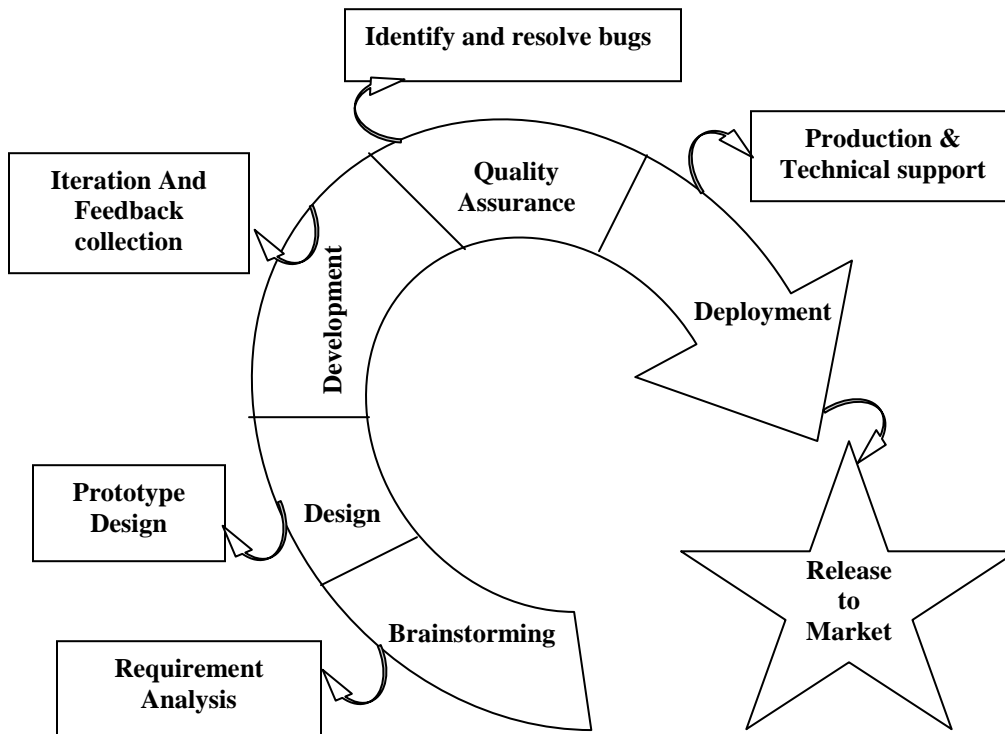 Identify and resolve bugs
Production &
Technical support
Quality
Assurance
Iteration And
Feedback
collection
Development
Deployment
Prototype
Design
Design
Release
to
Market
Brainstorming
Requirement
Analysis